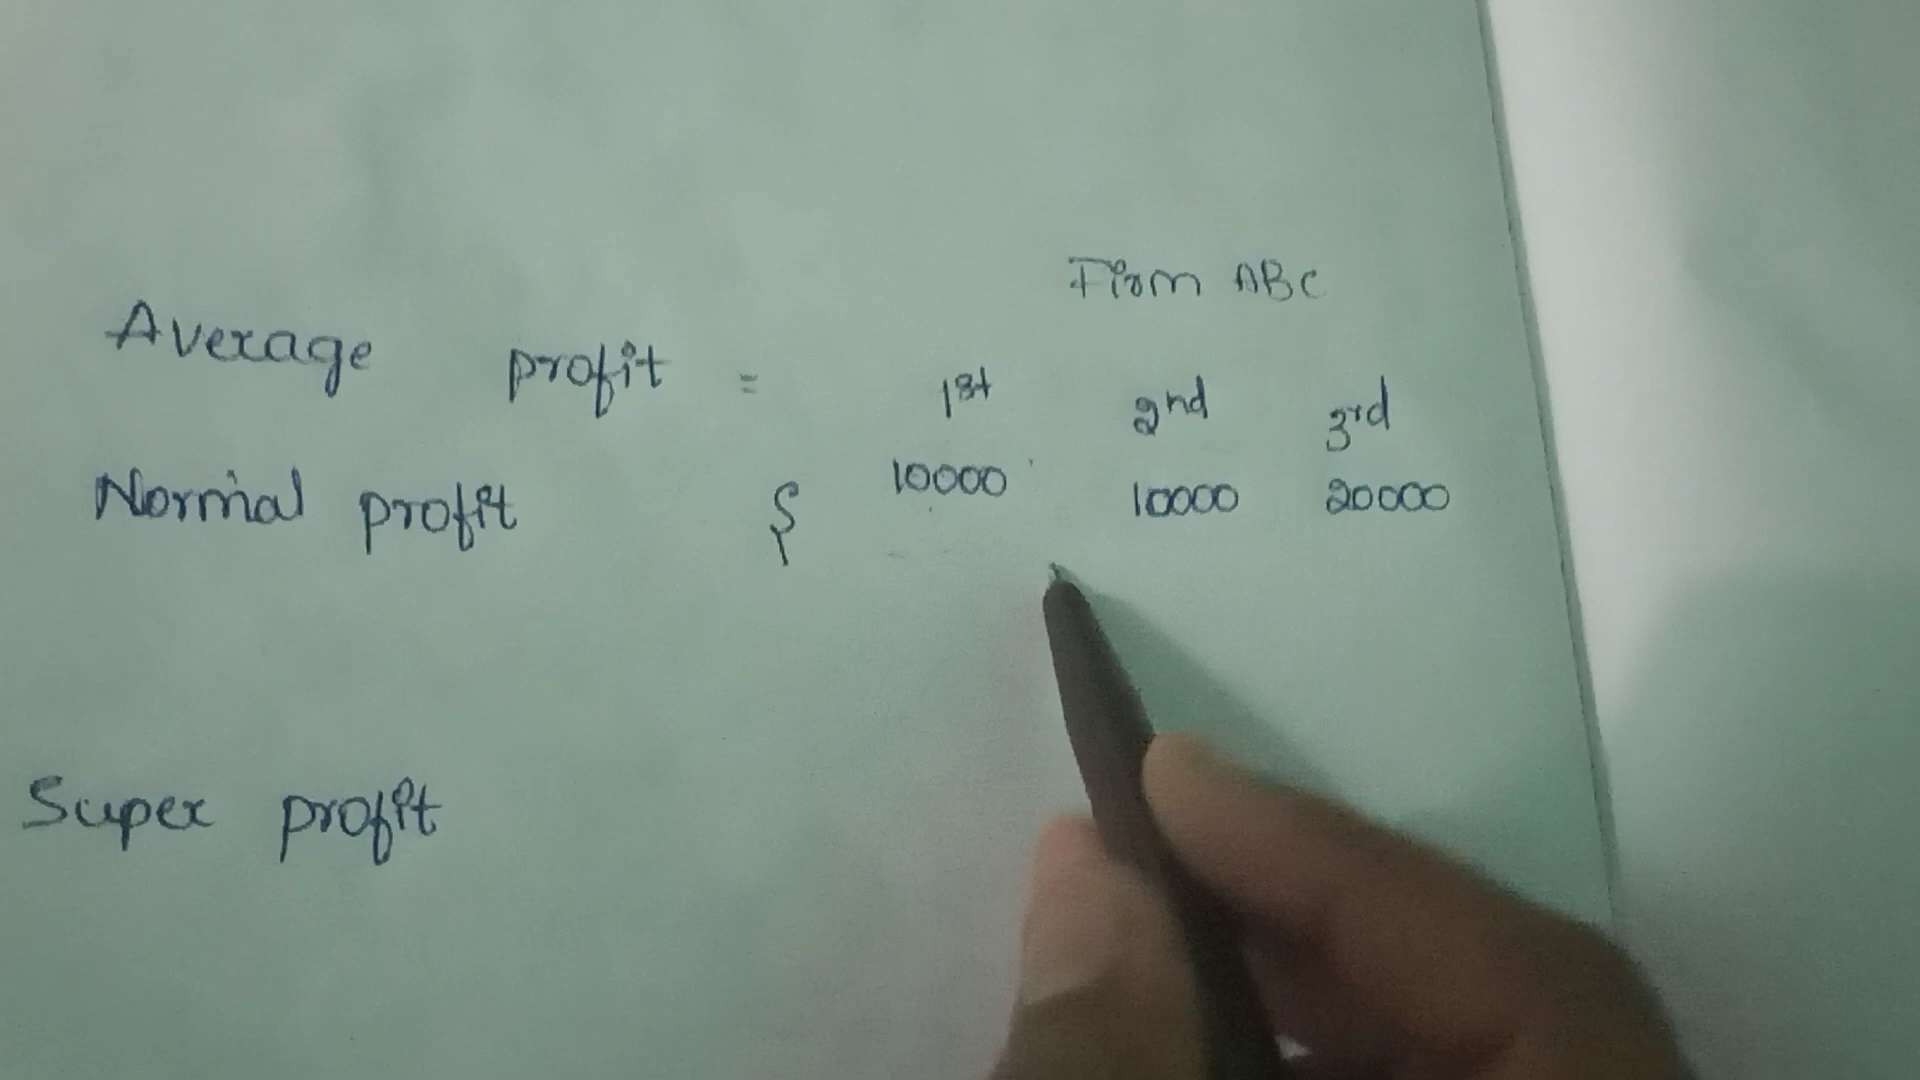 Firm ABC
Average profit = 1st 2nd 3rd
Normal profit 10000 10000 20000
Super profit